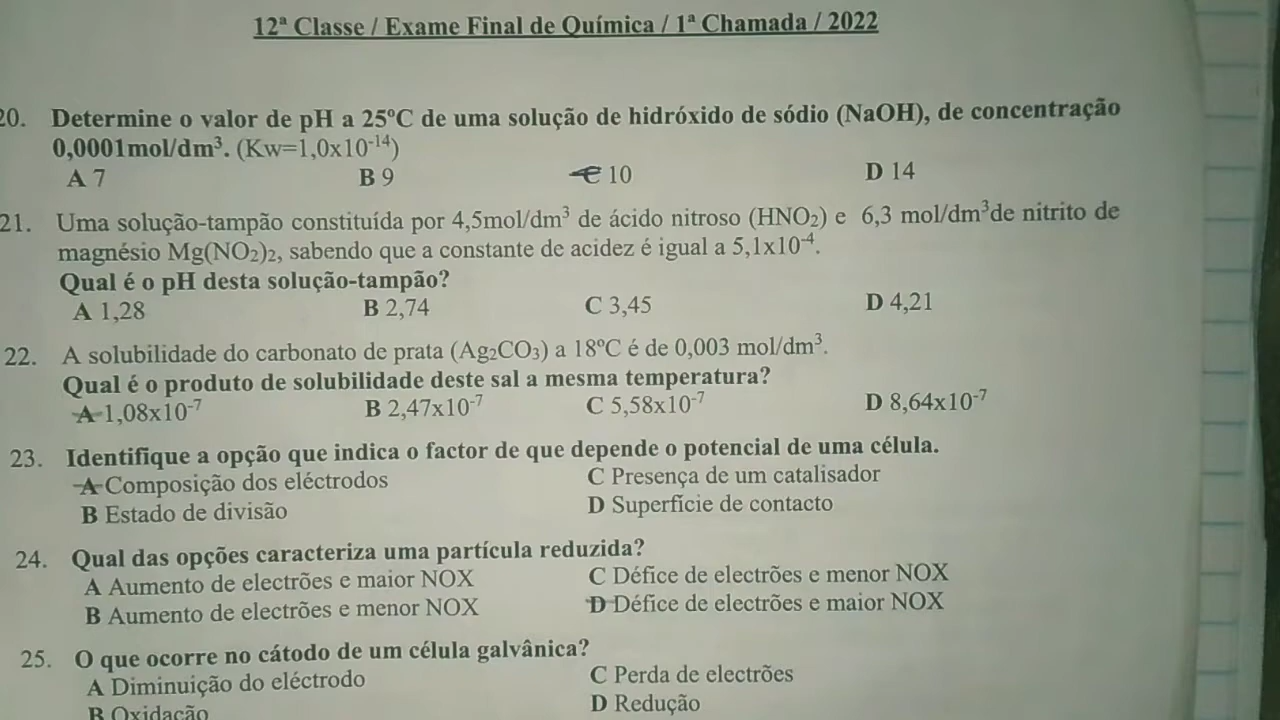 12ª Classe / Exame Final de Química / 1ª Chamada / 2022
20. Determine o valor de pH a 25ºC de uma solução de hidróxido de sódio (NaOH), de concentração
0,0001mol/dm³. (Kw=1,0x10⁻¹⁴)
A 7 B 9 C 10 D 14
21. Uma solução-tampão constituída por 4,5mol/dm³ de ácido nitroso (HNO₂) e 6,3 mol/dm³de nitrito de
magnésio Mg(NO₂)₂, sabendo que a constante de acidez é igual a 5,1x10⁻⁴.
Qual é o pH desta solução-tampão?
A 1,28 B 2,74 C 3,45 D 4,21
22. A solubilidade do carbonato de prata (Ag₂CO₃) a 18ºC é de 0,003 mol/dm³.
Qual é o produto de solubilidade deste sal a mesma temperatura?
A 1,08x10⁻⁷ B 2,47x10⁻⁷ C 5,58x10⁻⁷ D 8,64x10⁻⁷
23. Identifique a opção que indica o factor de que depende o potencial de uma célula.
A Composição dos eléctrodos C Presença de um catalisador
B Estado de divisão D Superfície de contacto
24. Qual das opções caracteriza uma partícula reduzida?
A Aumento de electrões e maior NOX C Défice de electrões e menor NOX
B Aumento de electrões e menor NOX D Défice de electrões e maior NOX
25. O que ocorre no cátodo de um célula galvânica?
A Diminuição do eléctrodo C Perda de electrões
B Oxidação D Redução